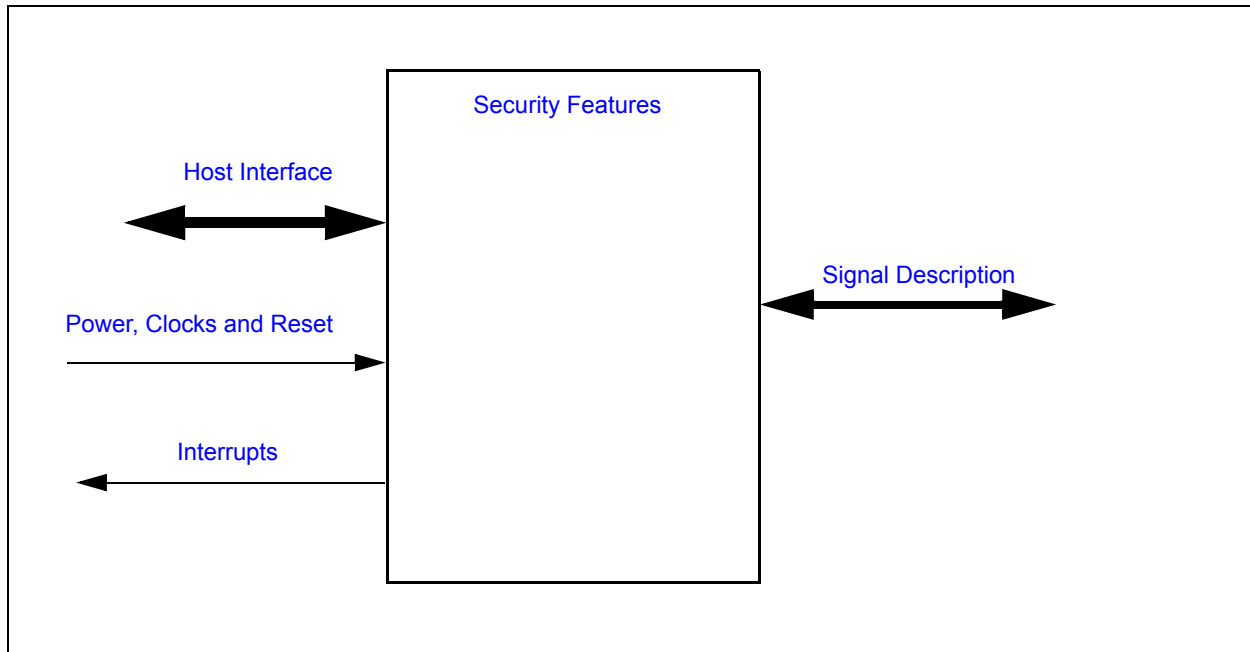 Security Features
Host Interface
Signal Description
Power, Clocks and Reset
Interrupts